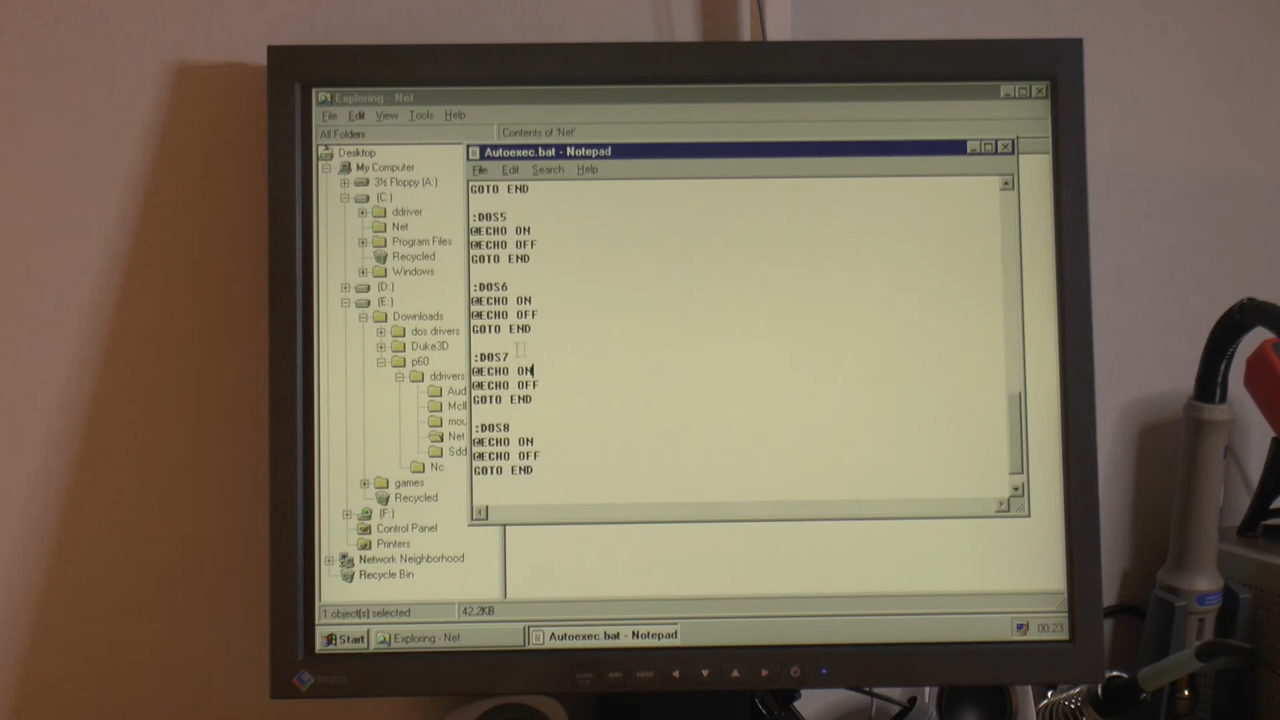 Exploring - Net
File Edit View Tools Help
All Folders
Contents of 'Net'
Desktop
My Computer
3½ Floppy (A:)
(C:)
ddriver
Net
Program Files
Recycled
Windows
(D:)
(E:)
Downloads
dos drivers
Duke3D
p60
ddrivers
Aud
McII
mou
Net
Sdd
Nc
games
Recycled
(F:)
Control Panel
Printers
Network Neighborhood
Recycle Bin
1 object(s) selected
42,2KB
Autoexec.bat - Notepad
File Edit Search Help
GOTO END
:DOS5
@ECHO ON
@ECHO OFF
GOTO END
:DOS6
@ECHO ON
@ECHO OFF
GOTO END
:DOS7
@ECHO ON
@ECHO OFF
GOTO END
:DOS8
@ECHO ON
@ECHO OFF
GOTO END
Start
Exploring - Net
Autoexec.bat - Notepad
00:23